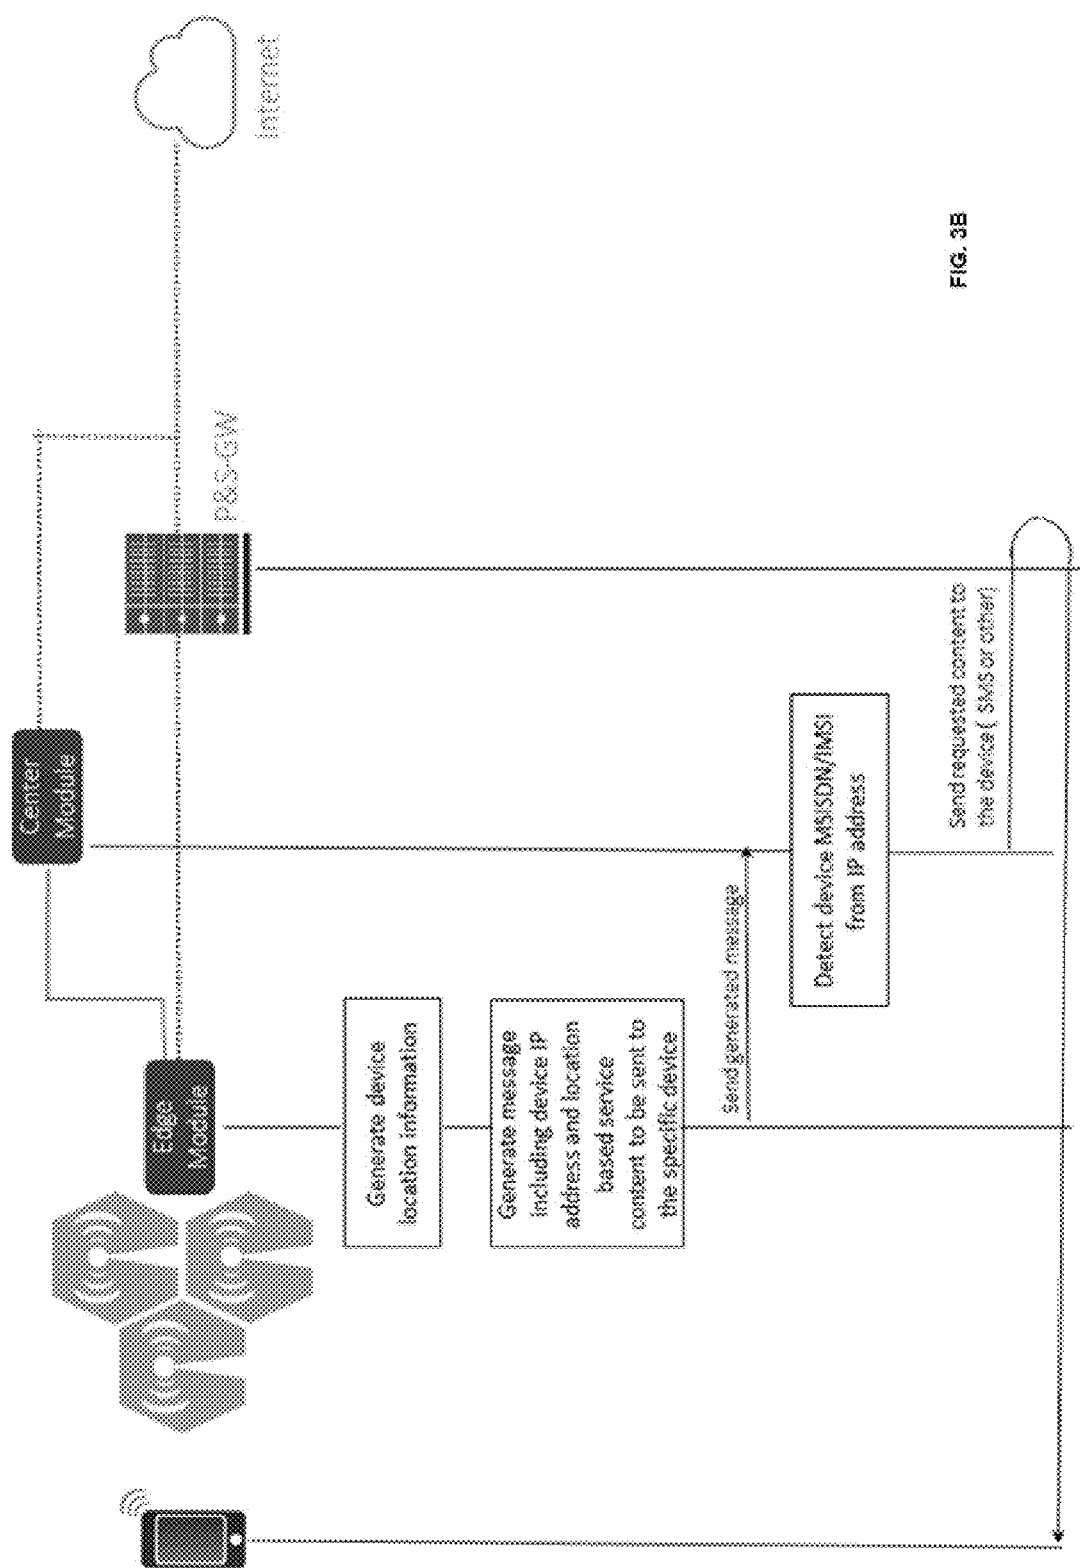 Center
Module
Internet
P&S-GW
Edge
Module
Generate device
location information
Generate message
including device IP
address and location
based service
content to be sent to
the specific device
Send generated message
Detect device MSISDN/IMSI
from IP address
Send requested content to
the device ( SMS or other)
FIG. 3B